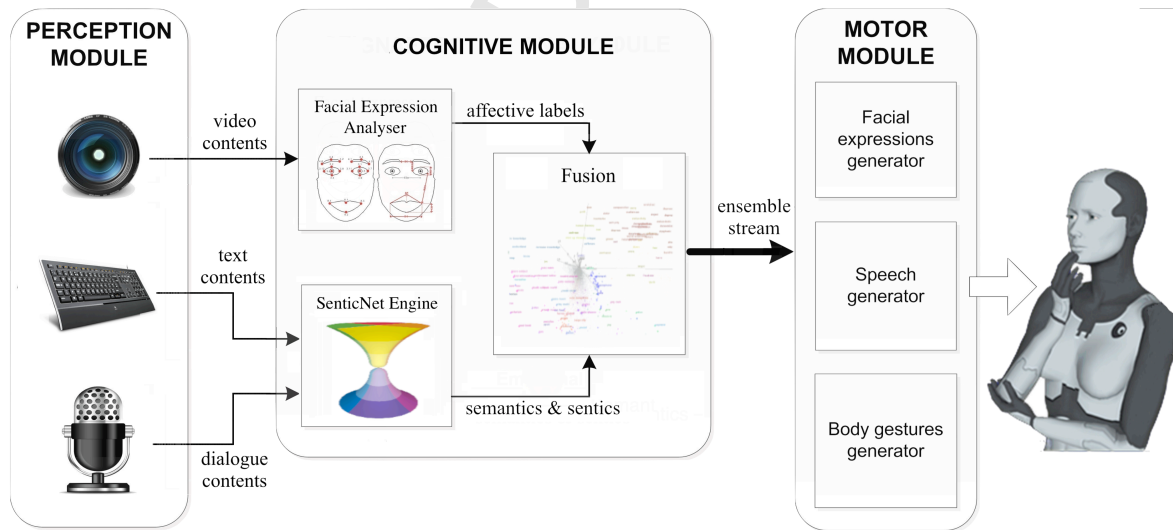 PERCEPTION
MODULE
COGNITIVE MODULE
MOTOR
MODULE
video
contents
text
contents
dialogue
contents
Facial Expression
Analyser
affective labels
SenticNet Engine
semantics & sentics
Fusion
ensemble
stream
Facial
expressions
generator
Speech
generator
Body gestures
generator